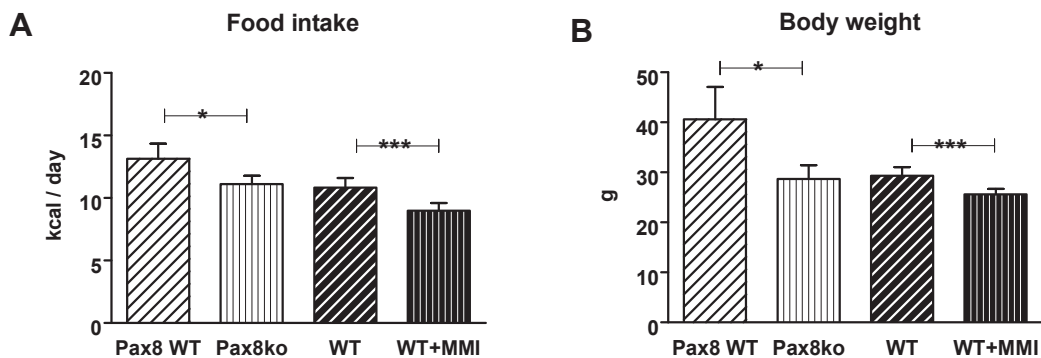 A
Food intake
20
15
10
5
0
kcal / day
*
***
Pax8 WT Pax8ko WT WT+MMI
B
Body weight
50
40
30
20
10
0
g
*
***
Pax8 WT Pax8ko WT WT+MMI